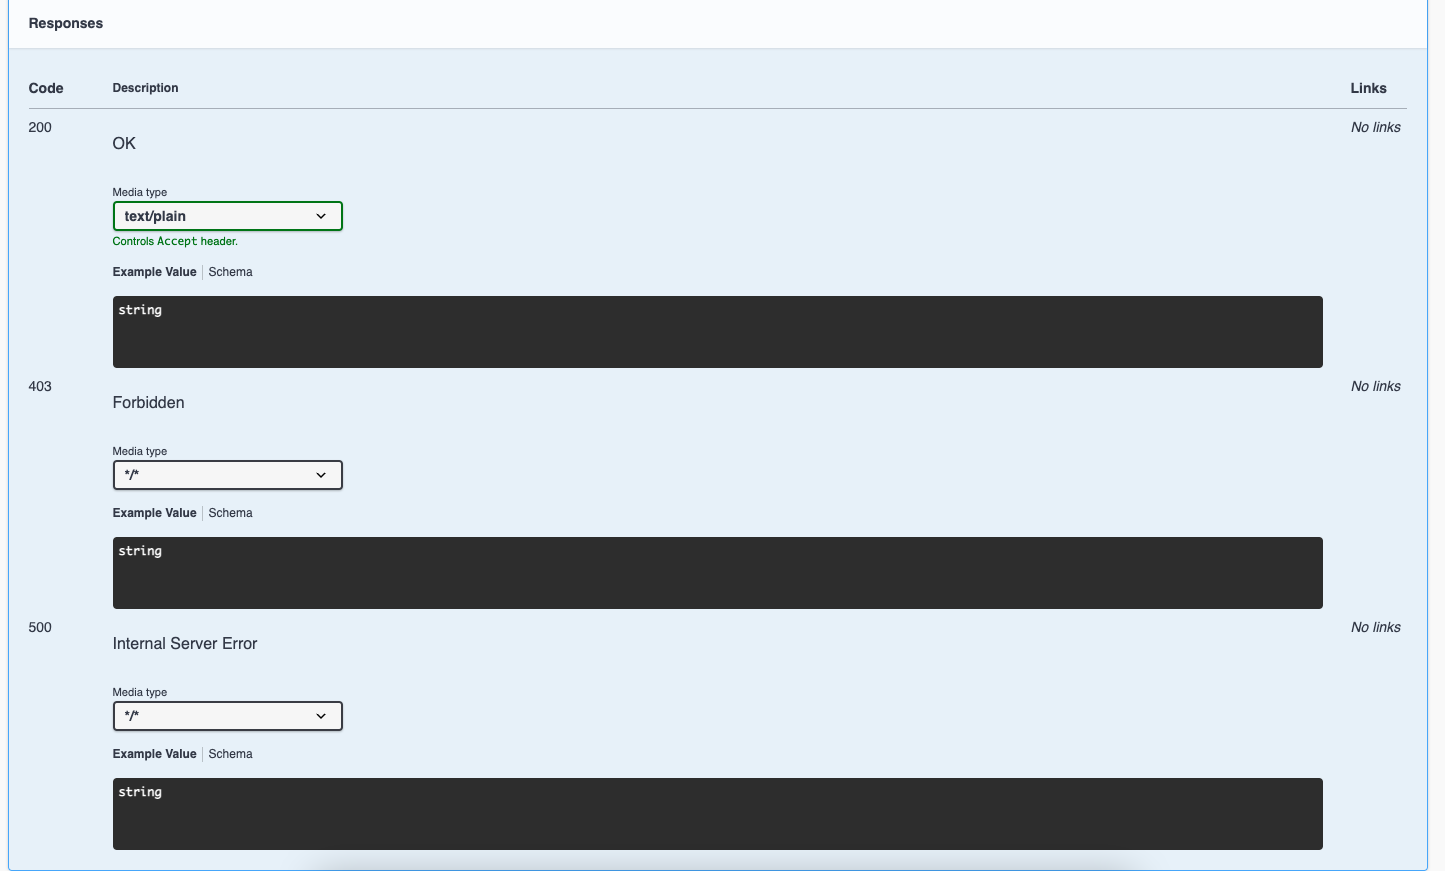 Responses
Code Description Links
200 No links
OK
Media type
text/plain
Controls Accept header.
Example Value Schema
string
403 No links
Forbidden
Media type
*/*
Example Value Schema
string
500 No links
Internal Server Error
Media type
*/*
Example Value Schema
string